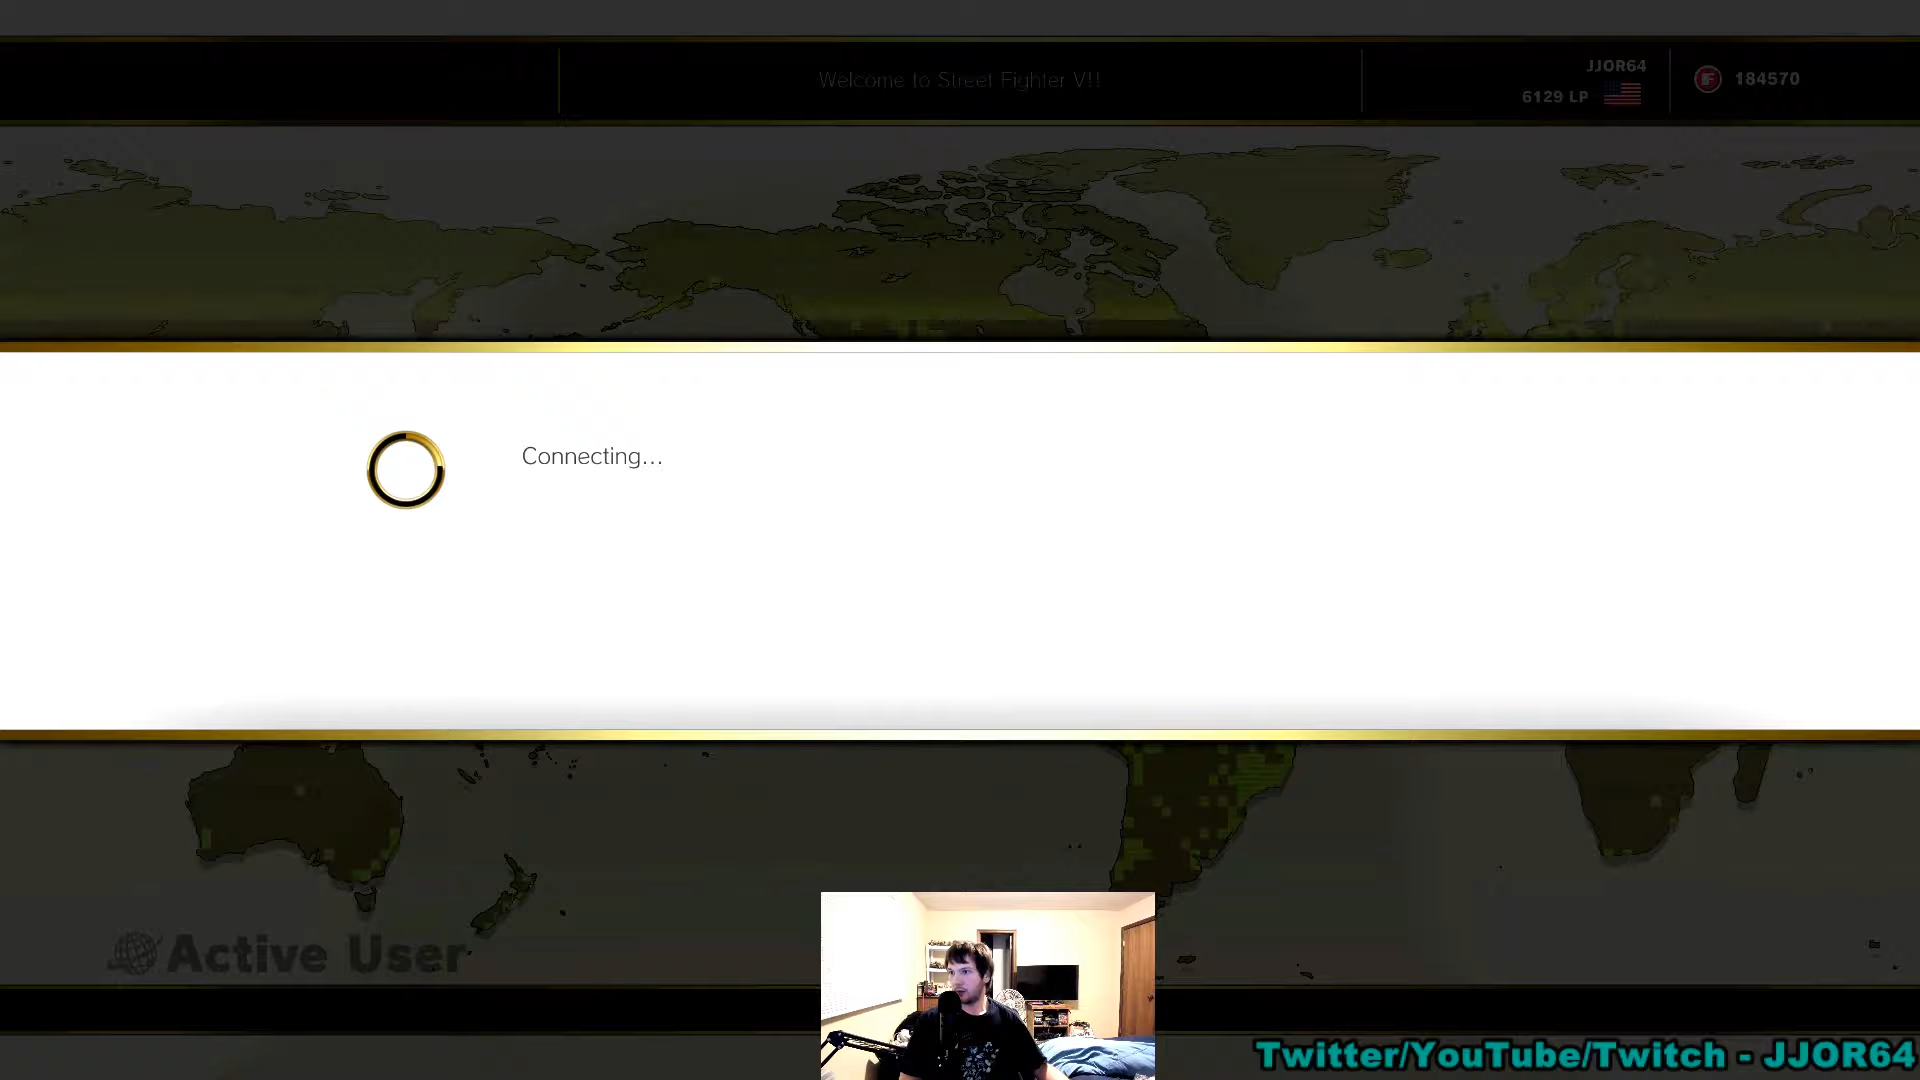 Welcome to Street Fighter V!!
JJOR64
6129 LP
F 184570
Connecting...
Active User
Twitter/YouTube/Twitch - JJOR64